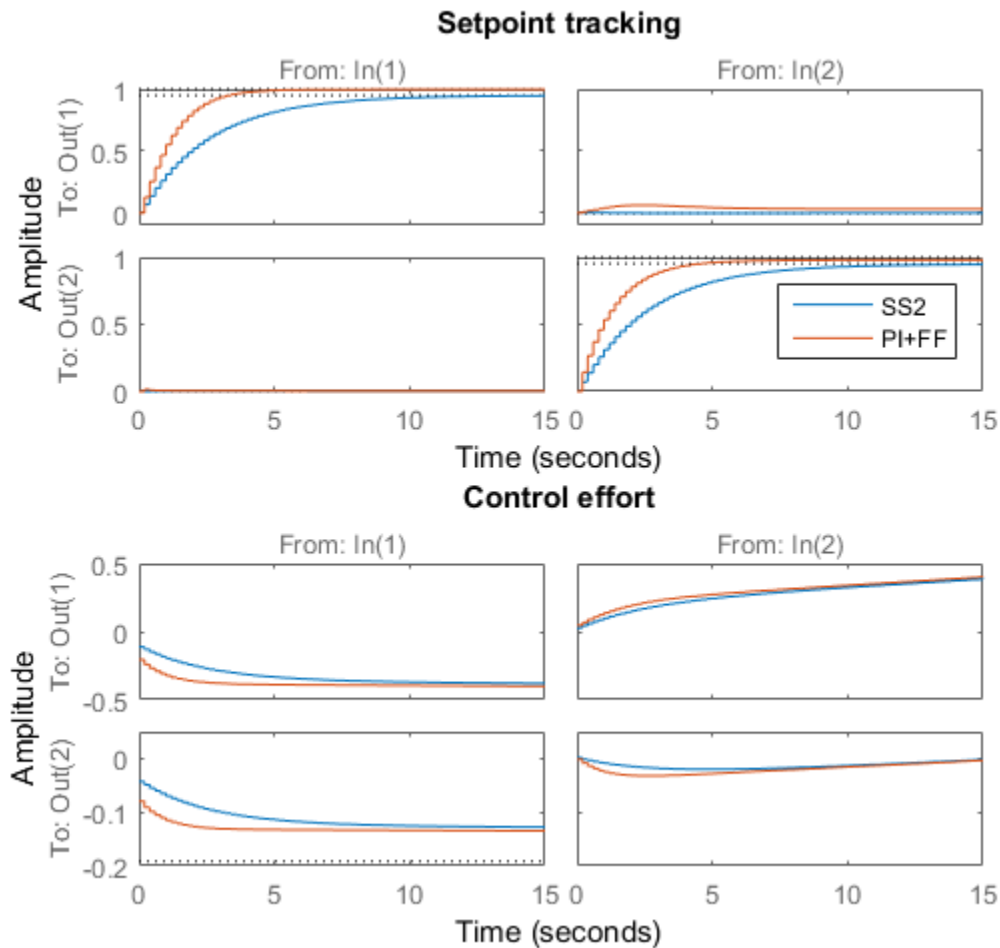 Setpoint tracking
From: In(1)
From: In(2)
Amplitude
To: Out(1)
1
0.5
0
To: Out(2)
1
0.5
0
SS2
PI+FF
0 5 10 15
0 5 10 15
Time (seconds)
Control effort
From: In(1)
From: In(2)
Amplitude
To: Out(1)
0.5
0
-0.5
To: Out(2)
0
-0.1
-0.2
0 5 10 15
0 5 10 15
Time (seconds)